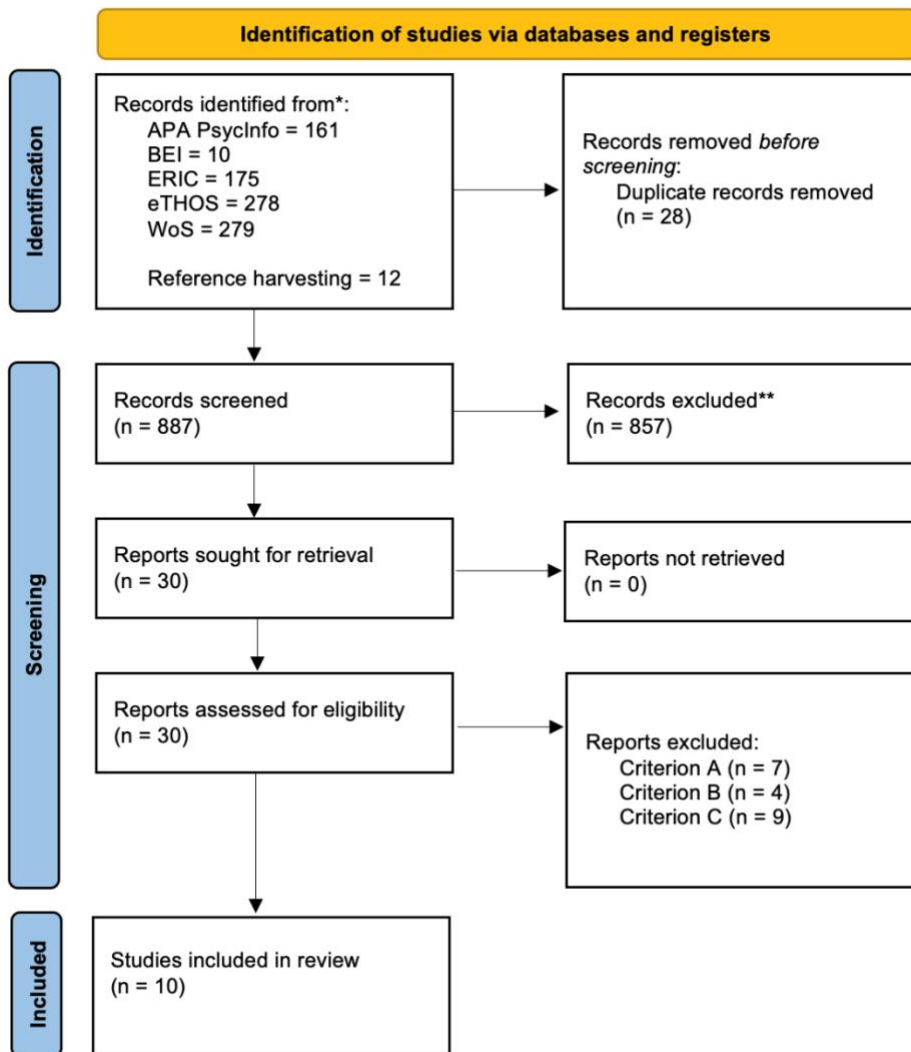 Identification of studies via databases and registers
Identification
Records identified from*:
APA PsycInfo = 161
BEI = 10
ERIC = 175
eTHOS = 278
WoS = 279
Reference harvesting = 12
Records removed before
screening:
Duplicate records removed
(n = 28)
Screening
Records screened
(n = 887)
Records excluded**
(n = 857)
Reports sought for retrieval
(n = 30)
Reports not retrieved
(n = 0)
Reports assessed for eligibility
(n = 30)
Reports excluded:
Criterion A (n = 7)
Criterion B (n = 4)
Criterion C (n = 9)
Included
Studies included in review
(n = 10)